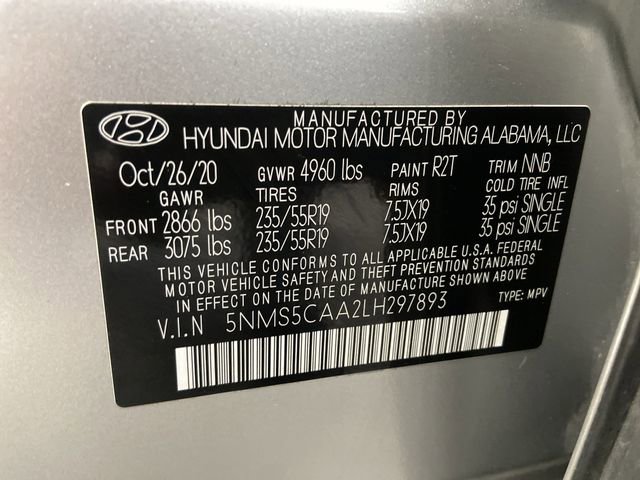 MANUFACTURED BY
HYUNDAI MOTOR MANUFACTURING ALABAMA, LLC
Oct/26/20 GVWR 4960 lbs PAINT R2T TRIM NNB
GAWR TIRES RIMS COLD TIRE INFL
FRONT 2866 lbs 235/55R19 7.5JX19 35 psi SINGLE
REAR 3075 lbs 235/55R19 7.5JX19 35 psi SINGLE
THIS VEHICLE CONFORMS TO ALL APPLICABLE U.S.A. FEDERAL
MOTOR VEHICLE SAFETY AND THEFT PREVENTION STANDARDS
IN EFFECT ON THE DATE OF MANUFACTURE SHOWN ABOVE
V.I.N 5NMS5CAA2LH297893 TYPE: MPV